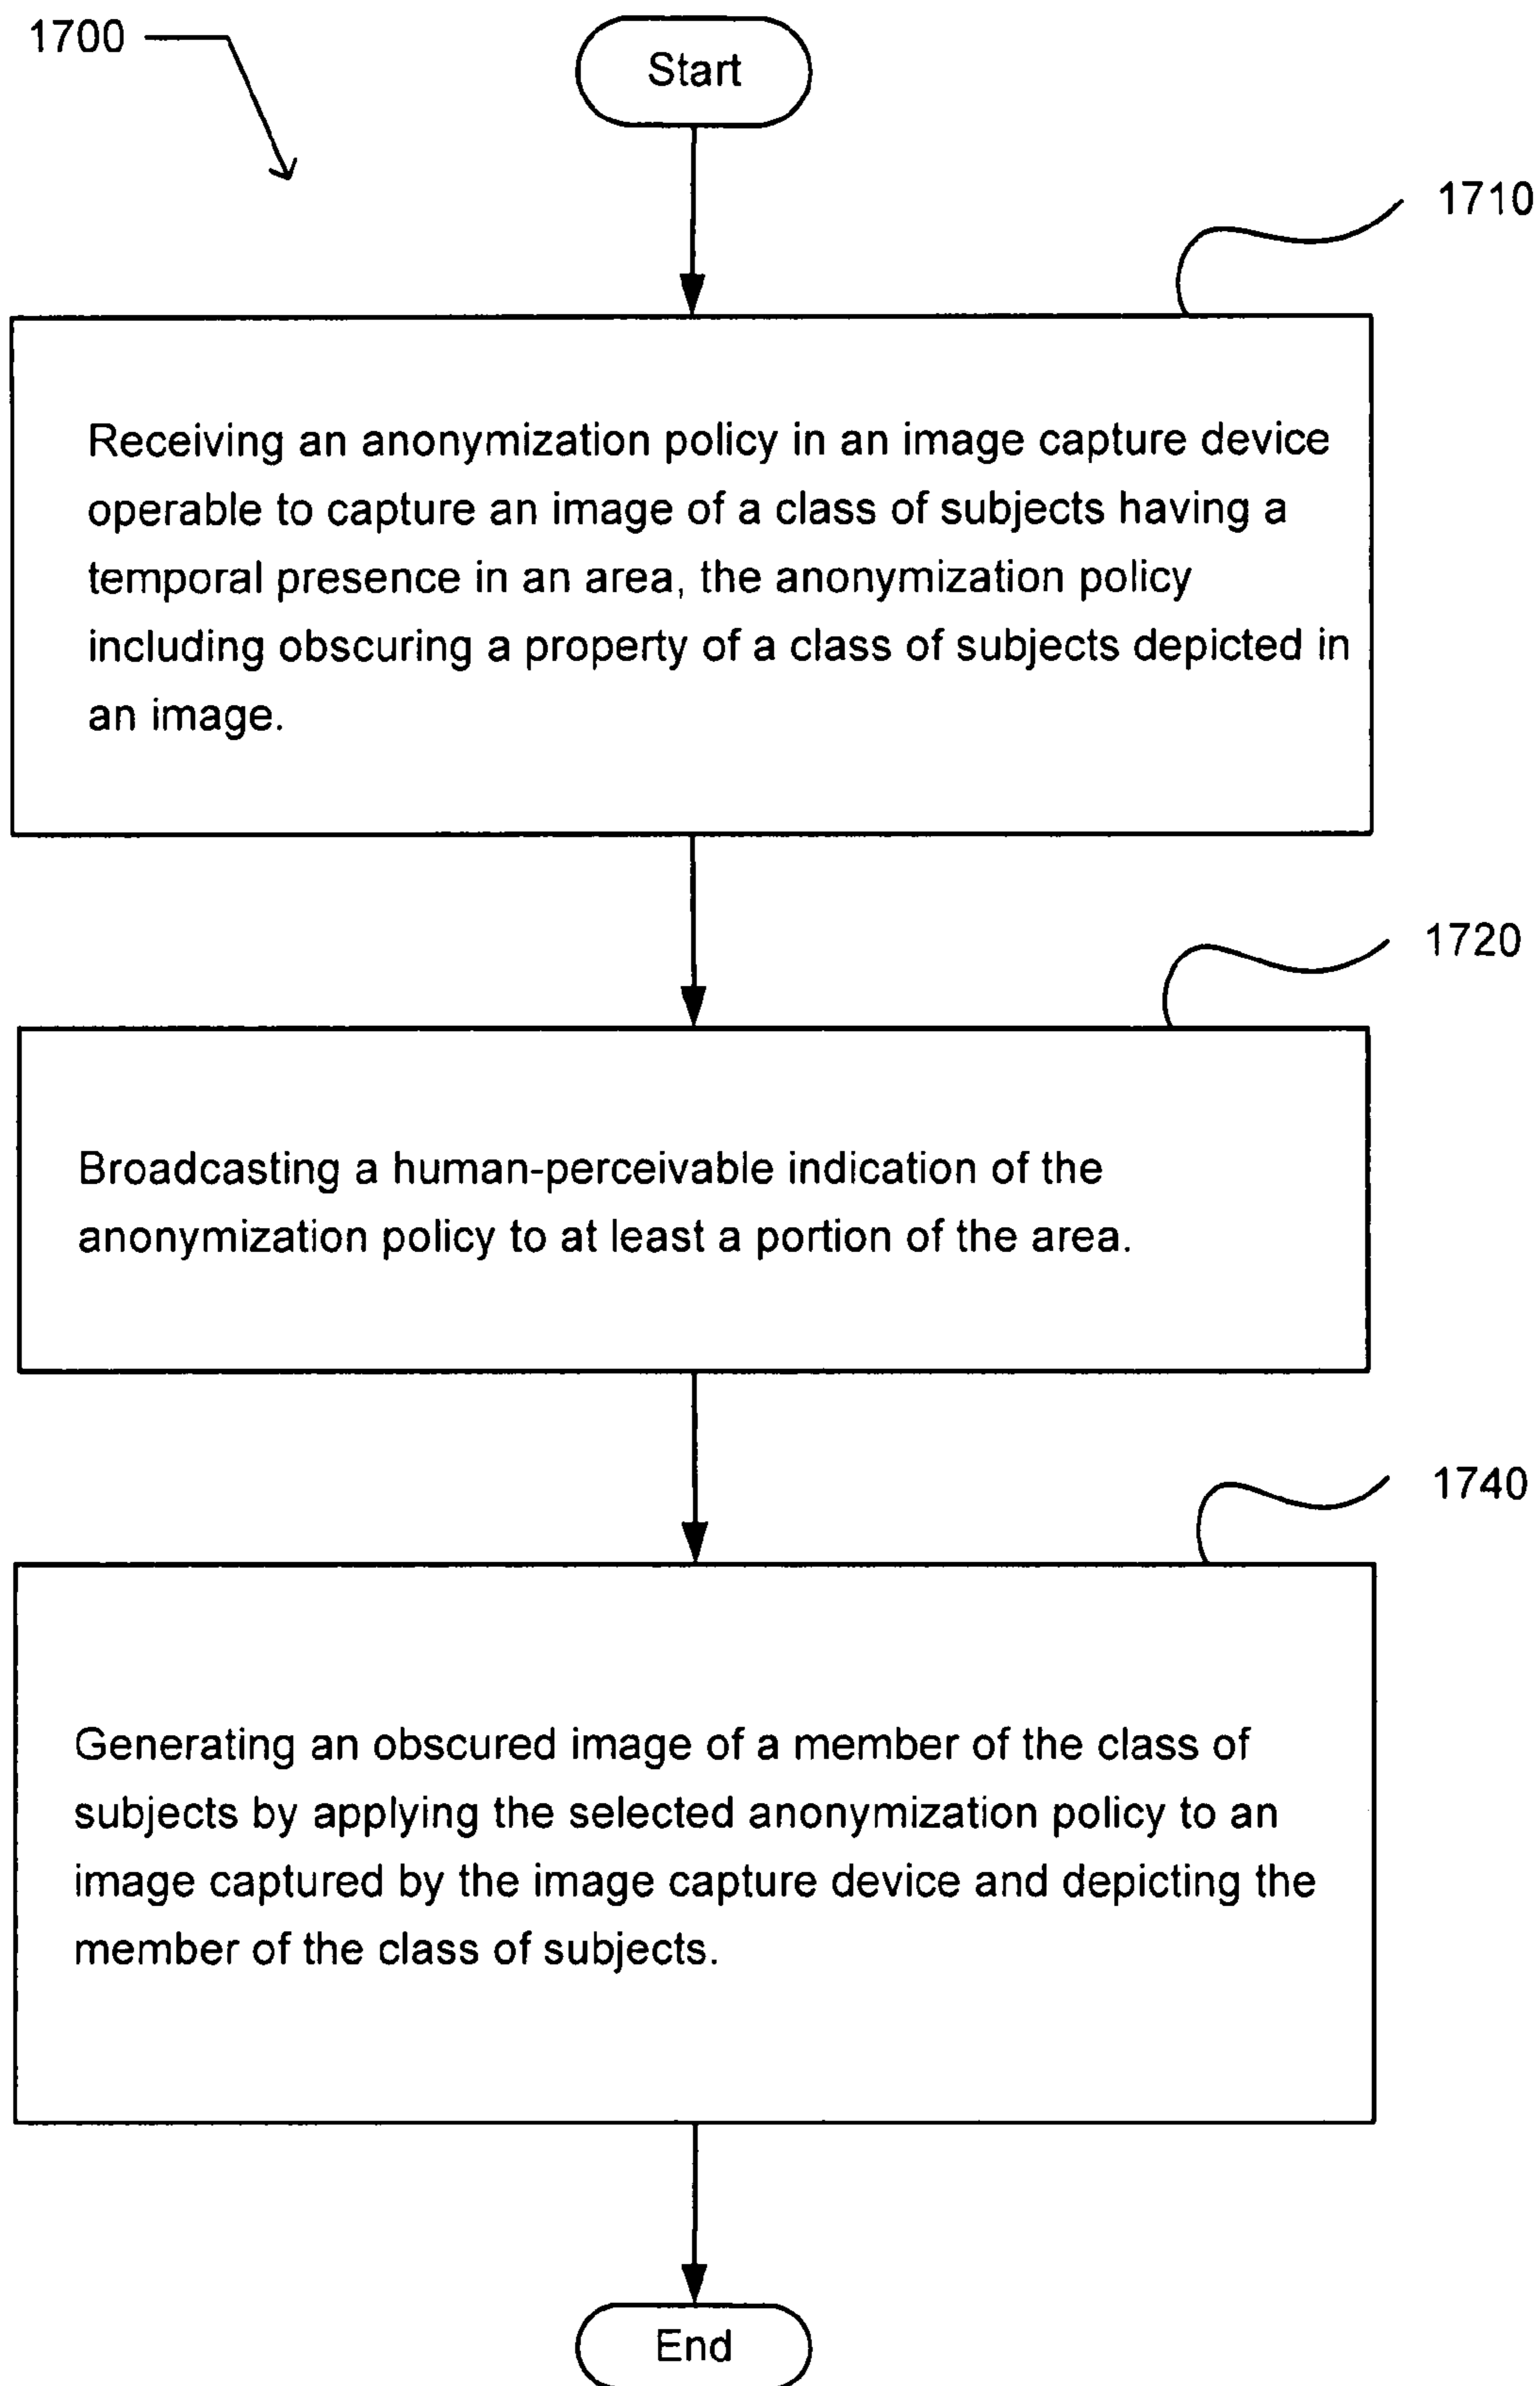 1700
Start
1710
Receiving an anonymization policy in an image capture device
operable to capture an image of a class of subjects having a
temporal presence in an area, the anonymization policy
including obscuring a property of a class of subjects depicted in
an image.
1720
Broadcasting a human-perceivable indication of the
anonymization policy to at least a portion of the area.
1740
Generating an obscured image of a member of the class of
subjects by applying the selected anonymization policy to an
image captured by the image capture device and depicting the
member of the class of subjects.
End